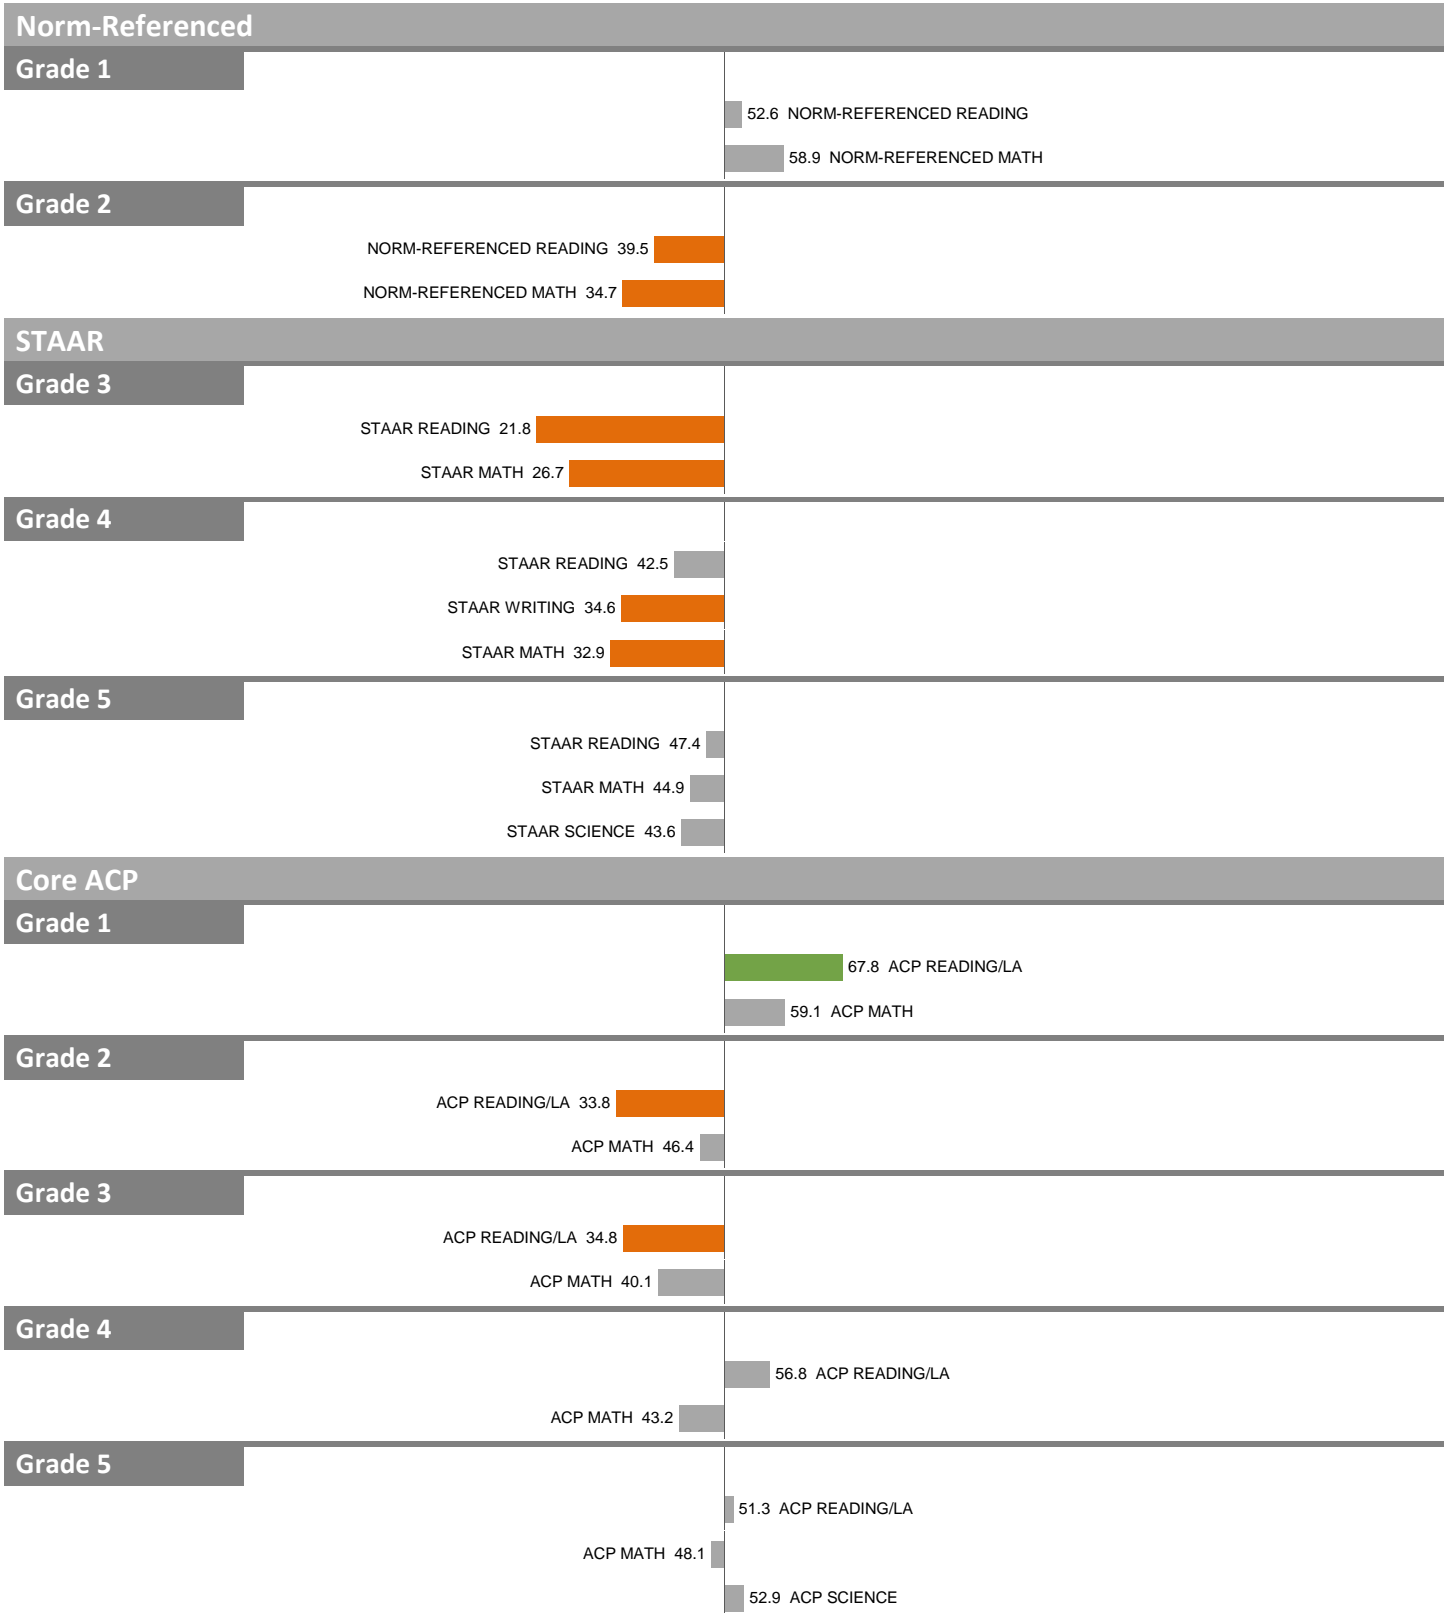 Norm-Referenced
Grade 1
52.6 NORM-REFERENCED READING
58.9 NORM-REFERENCED MATH
Grade 2
NORM-REFERENCED READING 39.5
NORM-REFERENCED MATH 34.7
STAAR
Grade 3
STAAR READING 21.8
STAAR MATH 26.7
Grade 4
STAAR READING 42.5
STAAR WRITING 34.6
STAAR MATH 32.9
Grade 5
STAAR READING 47.4
STAAR MATH 44.9
STAAR SCIENCE 43.6
Core ACP
Grade 1
67.8 ACP READING/LA
59.1 ACP MATH
Grade 2
ACP READING/LA 33.8
ACP MATH 46.4
Grade 3
ACP READING/LA 34.8
ACP MATH 40.1
Grade 4
56.8 ACP READING/LA
ACP MATH 43.2
Grade 5
51.3 ACP READING/LA
ACP MATH 48.1
52.9 ACP SCIENCE